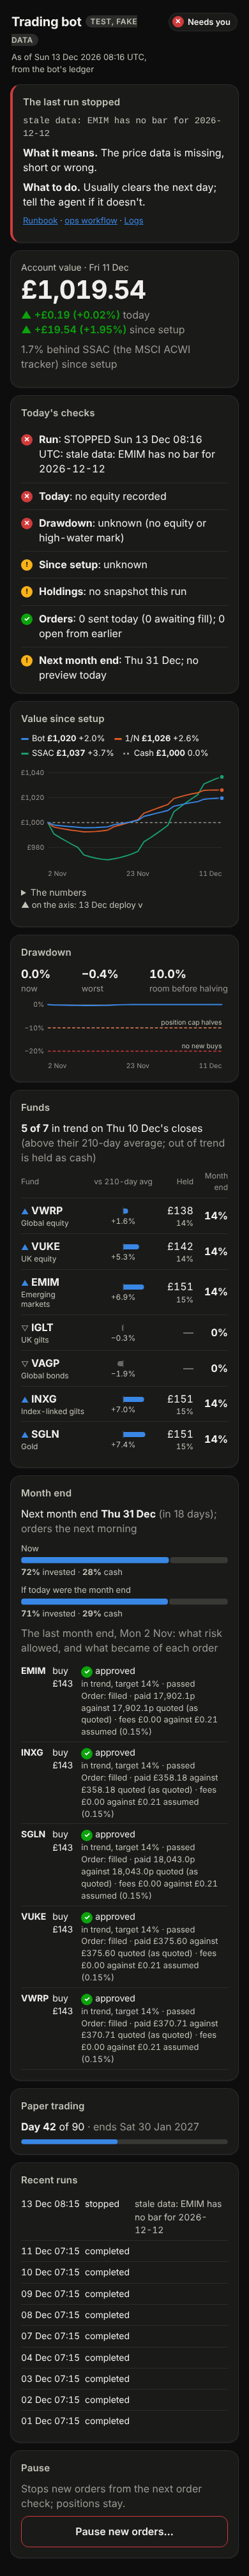 Trading bot TEST, FAKE DATA
Needs you
As of Sun 13 Dec 2026 08:16 UTC,
from the bot's ledger
The last run stopped
stale data: EMIM has no bar for 2026-
12-12
What it means. The price data is missing,
short or wrong.
What to do. Usually clears the next day;
tell the agent if it doesn't.
Runbook · ops workflow · Logs
Account value · Fri 11 Dec
£1,019.54
▲ +£0.19 (+0.02%) today
▲ +£19.54 (+1.95%) since setup
1.7% behind SSAC (the MSCI ACWI
tracker) since setup
Today's checks
Run: STOPPED Sun 13 Dec 08:16
UTC: stale data: EMIM has no bar for
2026-12-12
Today: no equity recorded
Drawdown: unknown (no equity or
high-water mark)
Since setup: unknown
Holdings: no snapshot this run
Orders: 0 sent today (0 await fill); 0
open from earlier
Next month end: Thu 31 Dec; no
preview today
Value since setup
Bot £1,020 +2.0% 1/N £1,026 +2.6%
SSAC £1,037 +3.7% Cash £1,000 0.0%
£1,040
£1,020
£1,000
£980
2 Nov 23 Nov 11 Dec
▶ The numbers
▲ on the axis: 13 Dec deploy v
Drawdown
0.0% −0.4% 10.0%
now worst room before halving
0%
position cap halves
−10%
no new buys
−20%
2 Nov 23 Nov 11 Dec
Funds
5 of 7 in trend on Thu 10 Dec's closes
(above their 210-day average; out of trend
is held as cash)
Fund vs 210-day avg Held Month end
▲ VWRP £138 14%
Global equity +1.6% 14%
▲ VUKE £142 14%
UK equity +5.3% 14%
▲ EMIM £151 14%
Emerging markets +6.9% 15%
▽ IGLT — 0%
UK gilts −0.3%
▽ VAGP — 0%
Global bonds −1.9%
▲ INXG £151 14%
Index-linked gilts +7.0% 15%
▲ SGLN £151 14%
Gold +7.4% 15%
Month end
Next month end Thu 31 Dec (in 18 days);
orders the next morning
Now
72% invested · 28% cash
If today were the month end
71% invested · 29% cash
The last month end, Mon 2 Nov: what risk
allowed, and what became of each order
EMIM buy £143 approved
in trend, target 14% · passed
Order: filled · paid 17,902.1p
against 17,902.1p quoted (as
quoted) · fees £0.00 against £0.21
assumed (0.15%)
INXG buy £143 approved
in trend, target 14% · passed
Order: filled · paid £358.18 against
£358.18 quoted (as quoted) · fees
£0.00 against £0.21 assumed
(0.15%)
SGLN buy £143 approved
in trend, target 14% · passed
Order: filled · paid 18,043.0p
against 18,043.0p quoted (as
quoted) · fees £0.00 against £0.21
assumed (0.15%)
VUKE buy £143 approved
in trend, target 14% · passed
Order: filled · paid £375.60 against
£375.60 quoted (as quoted) · fees
£0.00 against £0.21 assumed
(0.15%)
VWRP buy £143 approved
in trend, target 14% · passed
Order: filled · paid £370.71 against
£370.71 quoted (as quoted) · fees
£0.00 against £0.21 assumed
(0.15%)
Paper trading
Day 42 of 90 · ends Sat 30 Jan 2027
Recent runs
13 Dec 08:15 stopped stale data: EMIM has
no bar for 2026-
12-12
11 Dec 07:15 completed
10 Dec 07:15 completed
09 Dec 07:15 completed
08 Dec 07:15 completed
07 Dec 07:15 completed
04 Dec 07:15 completed
03 Dec 07:15 completed
02 Dec 07:15 completed
01 Dec 07:15 completed
Pause
Stops new orders from the next order
check; positions stay.
Pause new orders...